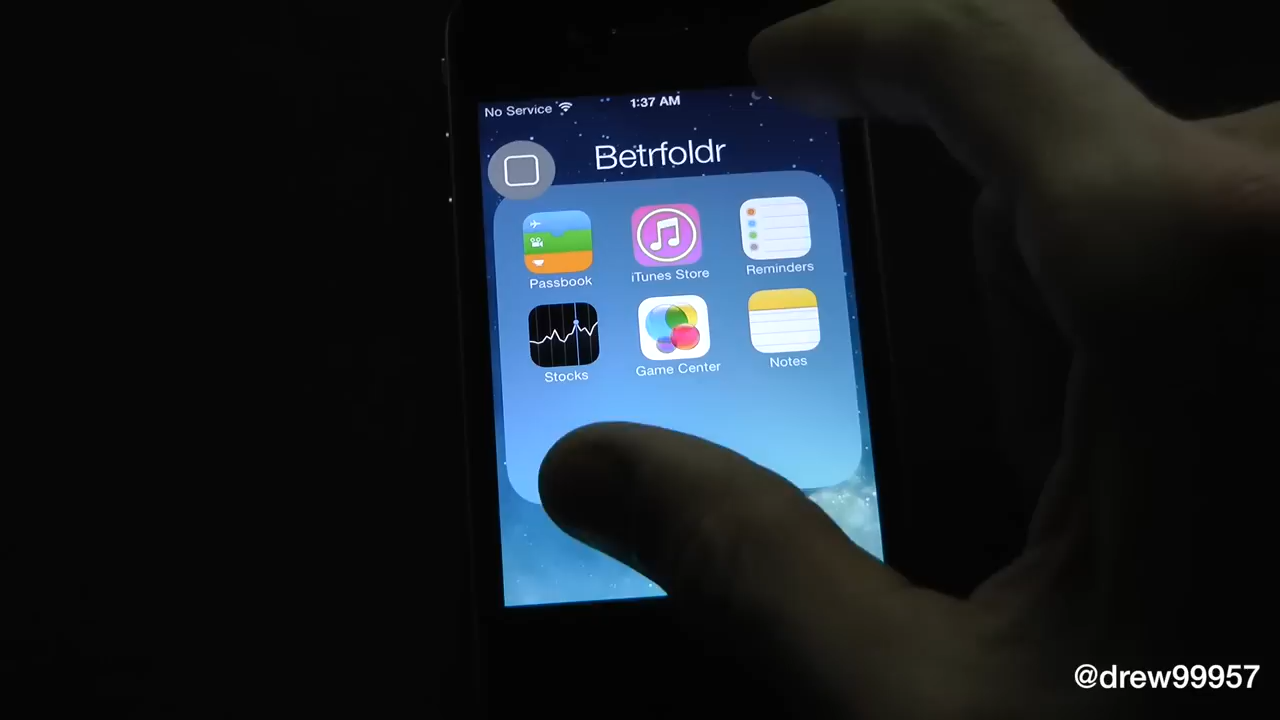 No Service 1:37 AM
Betrfoldr
Passbook iTunes Store Reminders
Stocks Game Center Notes
@drew99957